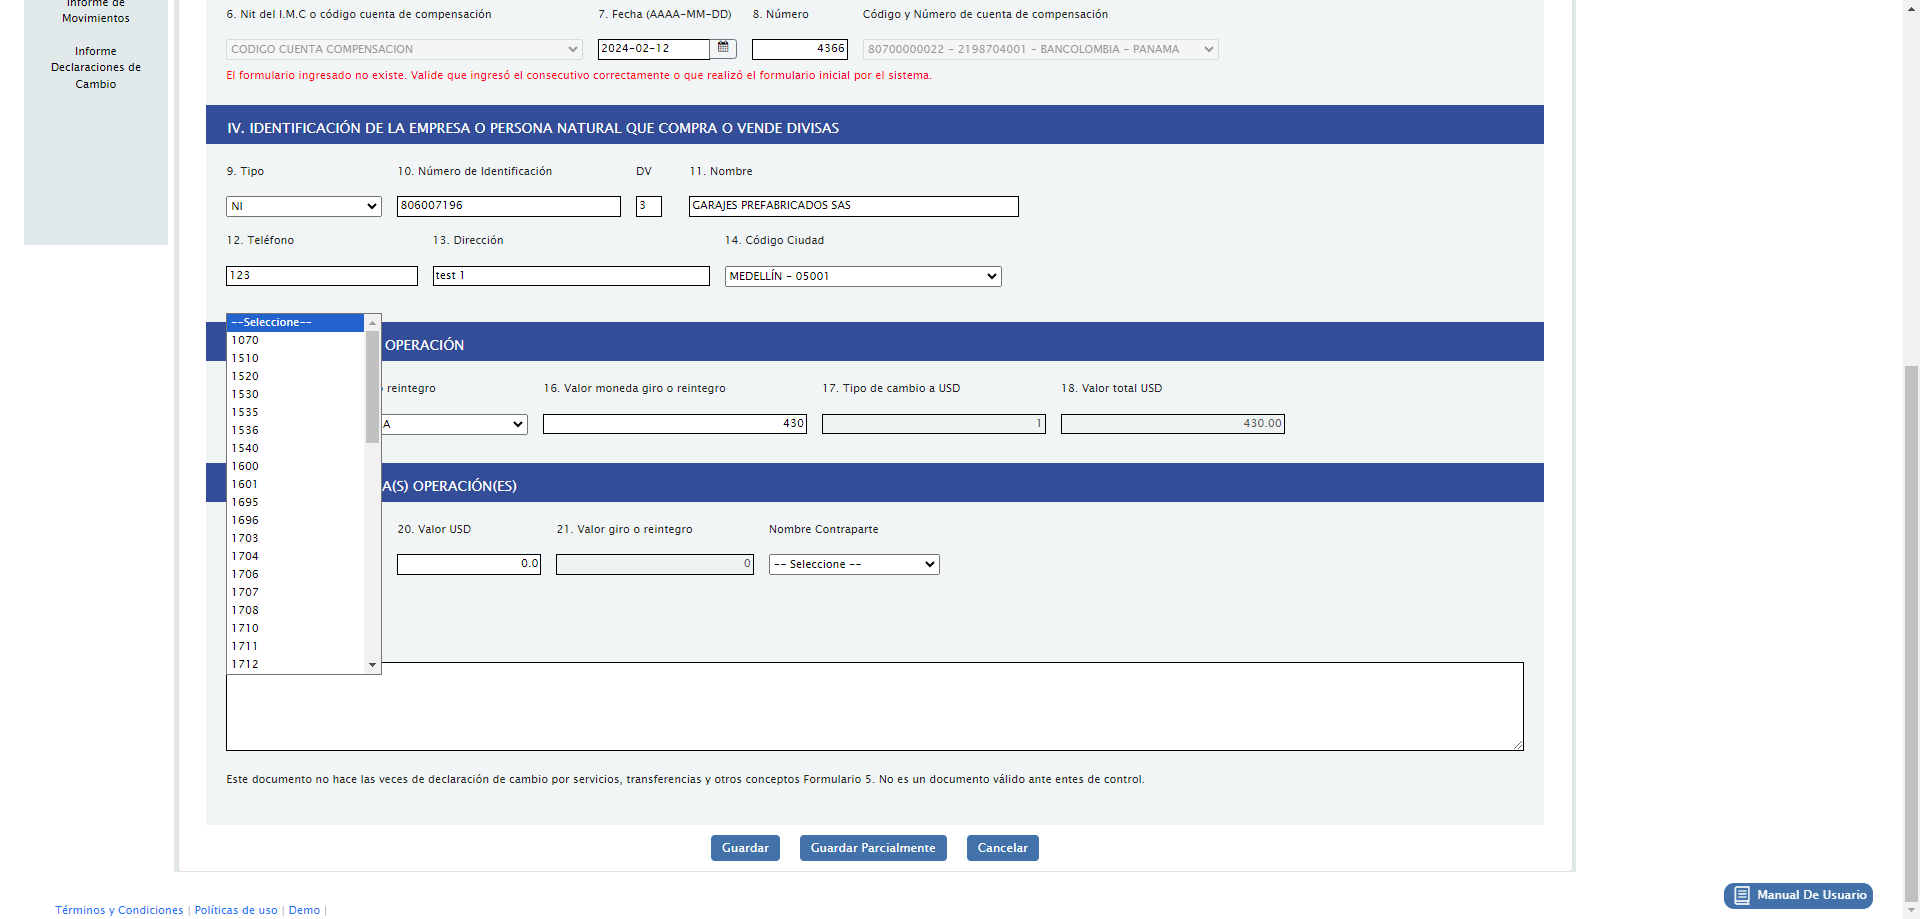 Informe de
Movimientos
Informe
Declaraciones de
Cambio
6. Nit del I.M.C o código cuenta de compensación
7. Fecha (AAAA-MM-DD)
8. Número
Código y Número de cuenta de compensación
CODIGO CUENTA COMPENSACION
2024-02-12
4366
80700000022 - 2198704001 - BANCOLOMBIA - PANAMA
El formulario ingresado no existe. Valide que ingresó el consecutivo correctamente o que realizó el formulario inicial por el sistema.
IV. IDENTIFICACIÓN DE LA EMPRESA O PERSONA NATURAL QUE COMPRA O VENDE DIVISAS
9. Tipo
10. Número de Identificación
DV
11. Nombre
NI
806007196
3
GARAJES PREFABRICADOS SAS
12. Teléfono
13. Dirección
14. Código Ciudad
123
test 1
MEDELLÍN - 05001
--Seleccione--
1070
1510
1520
1530
1535
1536
1540
1600
1601
1695
1696
1703
1704
1706
1707
1708
1710
1711
1712
OPERACIÓN
reintegro
16. Valor moneda giro o reintegro
17. Tipo de cambio a USD
18. Valor total USD
A
430
1
430.00
A(S) OPERACIÓN(ES)
20. Valor USD
21. Valor giro o reintegro
Nombre Contraparte
0.0
0
-- Seleccione --
Este documento no hace las veces de declaración de cambio por servicios, transferencias y otros conceptos Formulario 5. No es un documento válido ante entes de control.
Guardar
Guardar Parcialmente
Cancelar
Manual De Usuario
Términos y Condiciones | Políticas de uso | Demo |